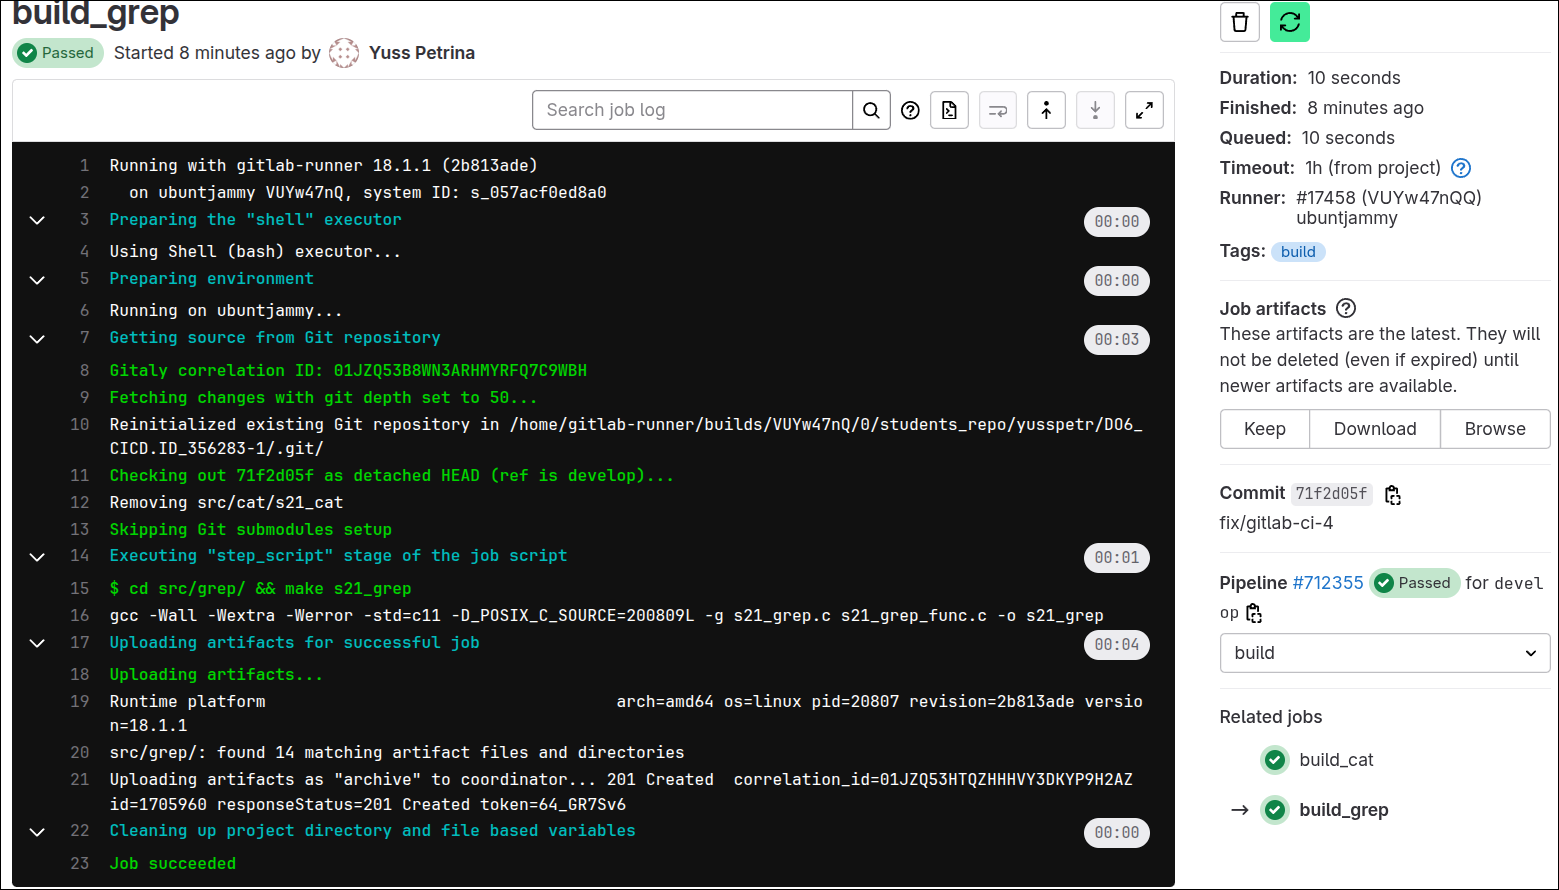 build_grep
Passed Started 8 minutes ago by Yuss Petrina
Search job log
1 Running with gitlab-runner 18.1.1 (2b813ade)
2 on ubuntjammy VUYw47nQ, system ID: s_057acf0ed8a0
3 Preparing the "shell" executor 00:00
4 Using Shell (bash) executor...
5 Preparing environment 00:00
6 Running on ubuntjammy...
7 Getting source from Git repository 00:03
8 Gitaly correlation ID: 01JZQ53B8WN3ARHMYRFQ7C9WBH
9 Fetching changes with git depth set to 50...
10 Reinitialized existing Git repository in /home/gitlab-runner/builds/VUYw47nQ/0/students_repo/yusspetr/DO6_
CICD.ID_356283-1/.git/
11 Checking out 71f2d05f as detached HEAD (ref is develop)...
12 Removing src/cat/s21_cat
13 Skipping Git submodules setup
14 Executing "step_script" stage of the job script 00:01
15 $ cd src/grep/ && make s21_grep
16 gcc -Wall -Wextra -Werror -std=c11 -D_POSIX_C_SOURCE=200809L -g s21_grep.c s21_grep_func.c -o s21_grep
17 Uploading artifacts for successful job 00:04
18 Uploading artifacts...
19 Runtime platform arch=amd64 os=linux pid=20807 revision=2b813ade versio
n=18.1.1
20 src/grep/: found 14 matching artifact files and directories
21 Uploading artifacts as "archive" to coordinator... 201 Created correlation_id=01JZQ53HTQZHHHVY3DKYP9H2AZ
id=1705960 responseStatus=201 Created token=64_GR7Sv6
22 Cleaning up project directory and file based variables 00:00
23 Job succeeded
Duration: 10 seconds
Finished: 8 minutes ago
Queued: 10 seconds
Timeout: 1h (from project)
Runner: #17458 (VUYw47nQQ)
ubuntjammy
Tags: build
Job artifacts
These artifacts are the latest. They will
not be deleted (even if expired) until
newer artifacts are available.
Keep Download Browse
Commit 71f2d05f
fix/gitlab-ci-4
Pipeline #712355 Passed for devel
op
build
Related jobs
build_cat
build_grep